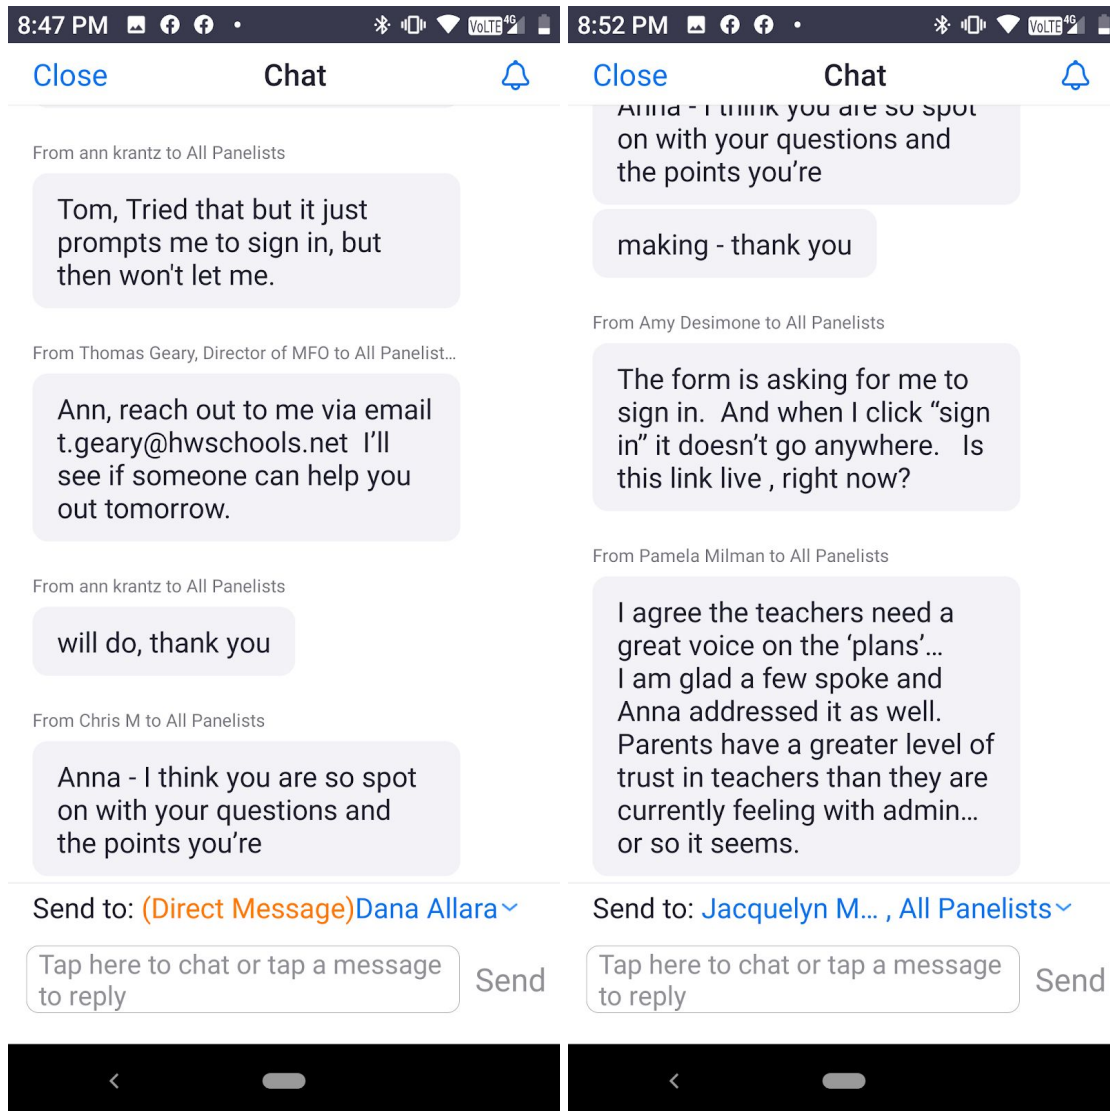 8:47 PM
VoLTE 4G
Close
Chat
From ann krantz to All Panelists
Tom, Tried that but it just
prompts me to sign in, but
then won't let me.
From Thomas Geary, Director of MFO to All Panelist...
Ann, reach out to me via email
t.geary@hwschools.net I'll
see if someone can help you
out tomorrow.
From ann krantz to All Panelists
will do, thank you
From Chris M to All Panelists
Anna - I think you are so spot
on with your questions and
the points you're
Send to: (Direct Message)Dana Allara
Tap here to chat or tap a message
to reply
Send
8:52 PM
VoLTE 4G
Close
Chat
Anna - I think you are so spot
on with your questions and
the points you're
making - thank you
From Amy Desimone to All Panelists
The form is asking for me to
sign in. And when I click “sign
in” it doesn't go anywhere. Is
this link live , right now?
From Pamela Milman to All Panelists
I agree the teachers need a
great voice on the ‘plans’...
I am glad a few spoke and
Anna addressed it as well.
Parents have a greater level of
trust in teachers than they are
currently feeling with admin...
or so it seems.
Send to: Jacquelyn M... , All Panelists
Tap here to chat or tap a message
to reply
Send